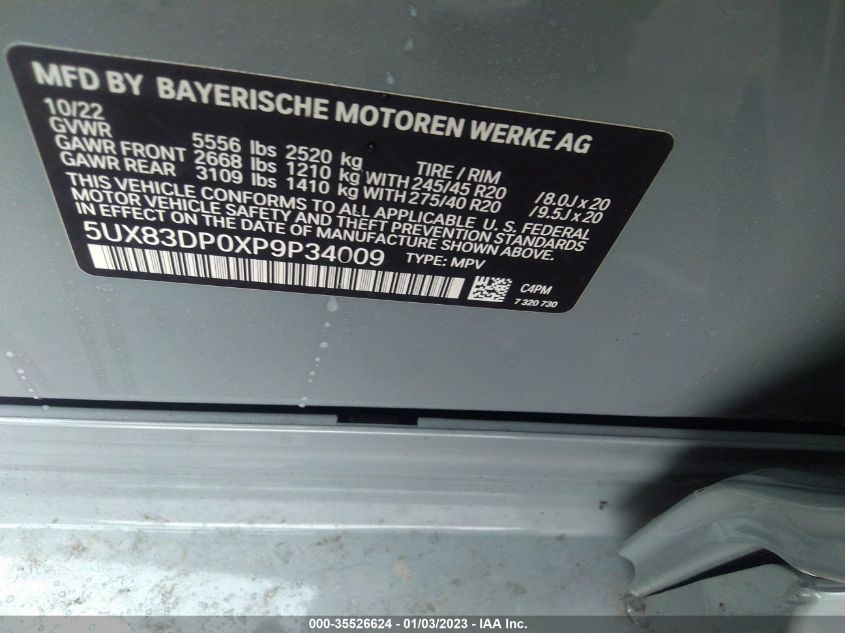 MFD BY BAYERISCHE MOTOREN WERKE AG
10/22
GVWR 5556 lbs 2520 kg TIRE / RIM
GAWR FRONT 2668 lbs 1210 kg WITH 245/45 R20 /8.0J x 20
GAWR REAR 3109 lbs 1410 kg WITH 275/40 R20 /9.5J x 20
THIS VEHICLE CONFORMS TO ALL APPLICABLE U. S. FEDERAL
MOTOR VEHICLE SAFETY AND THEFT PREVENTION STANDARDS
IN EFFECT ON THE DATE OF MANUFACTURE SHOWN ABOVE.
5UX83DP0XP9P34009 TYPE: MPV
C4PM
7 320 730
000-35526624 - 01/03/2023 - IAA Inc.